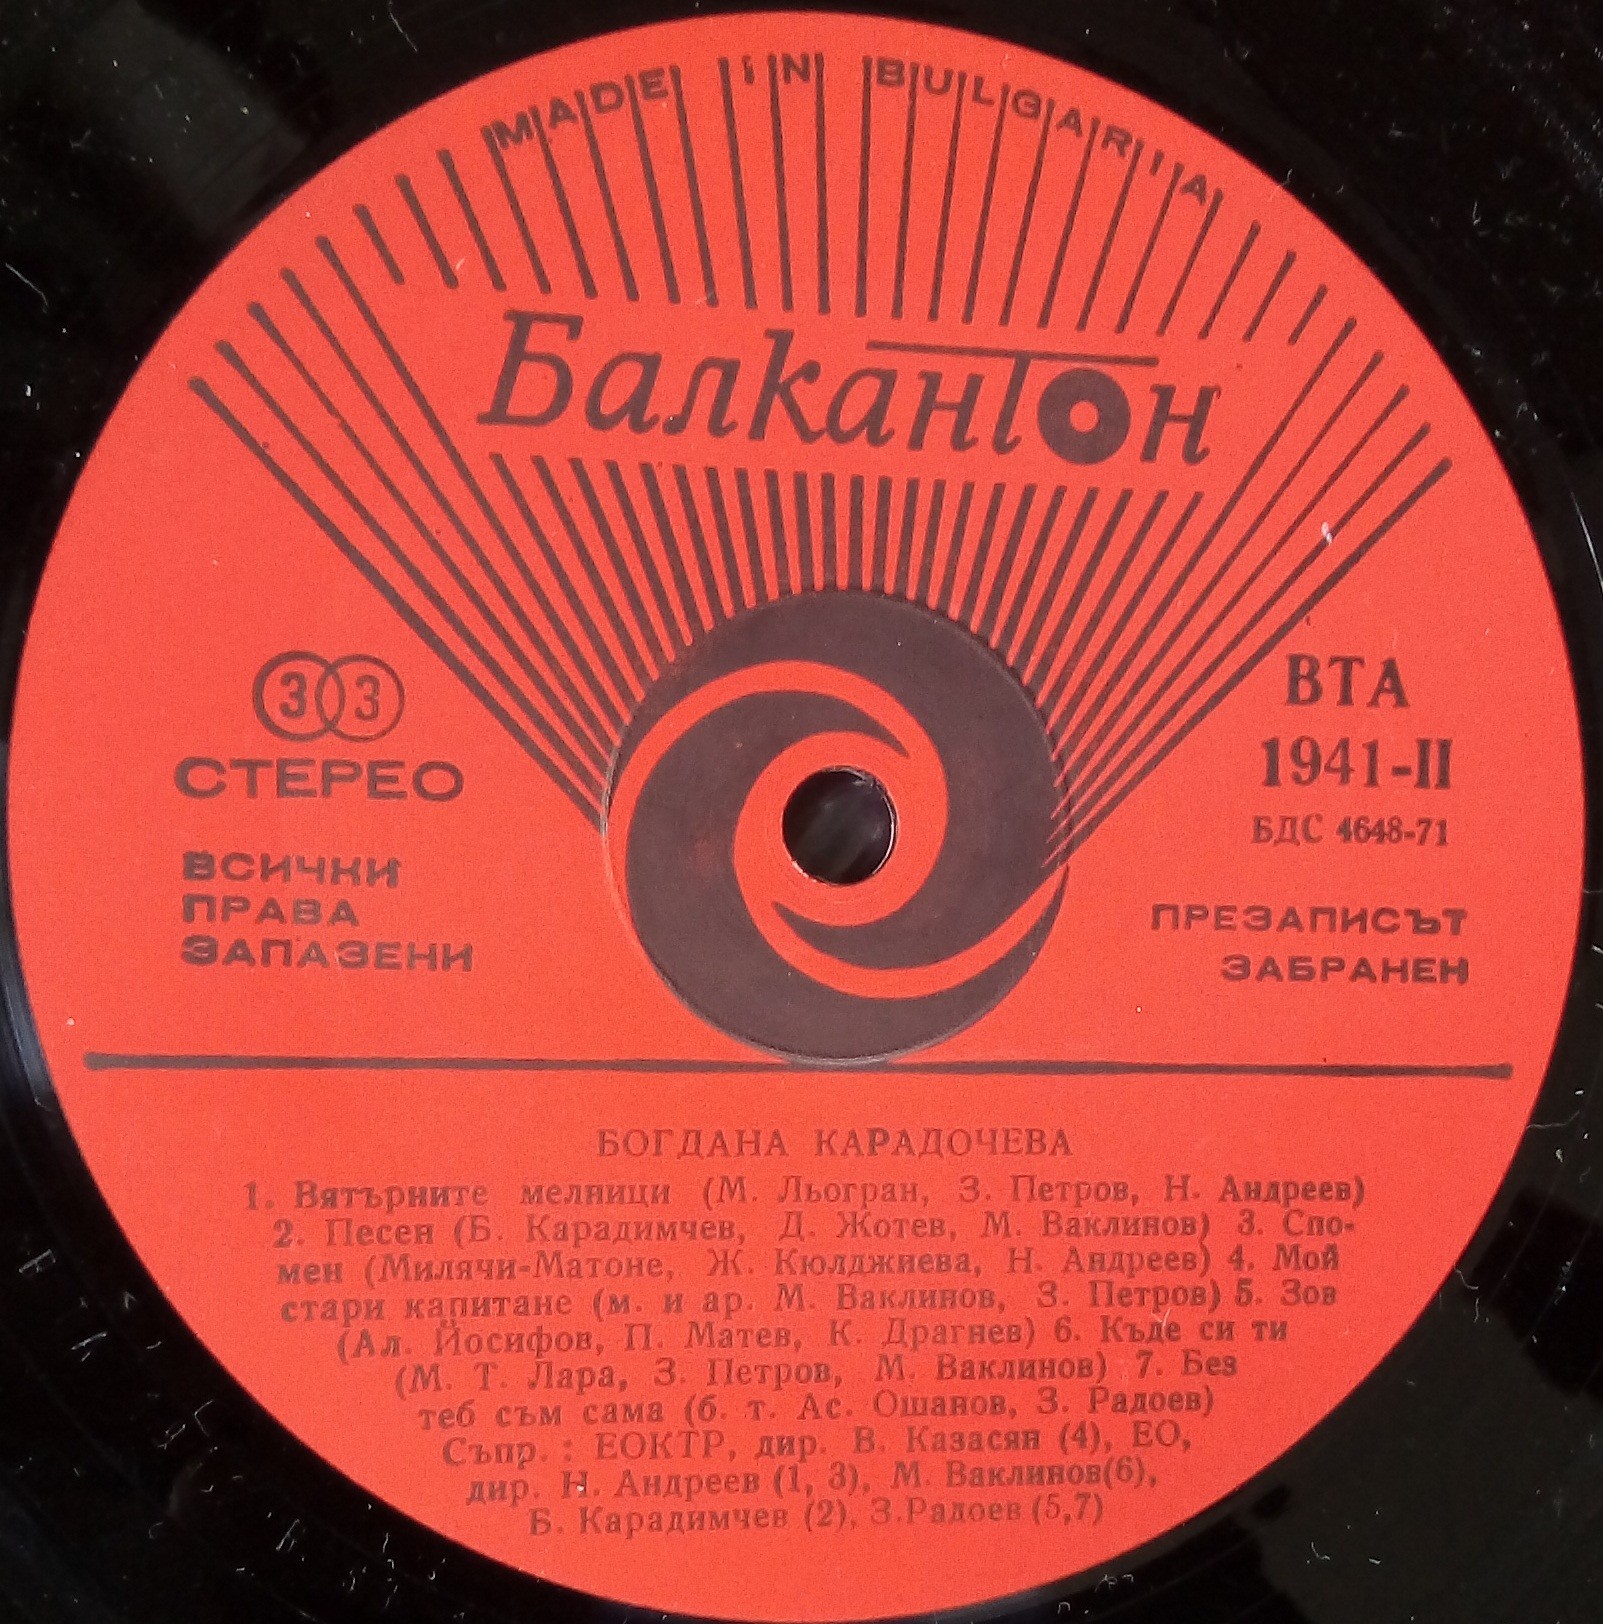 MADE IN BULGARIA
Балкантон
33
СТЕРЕО
ВСИЧКИ
ПРАВА
ЗАПАЗЕНИ
ВТА
1941-II
БДС 4648-71
ПРЕЗАПИСЪТ
ЗАБРАНЕН
БОГДАНА КАРАДОЧЕВА
1. Вятърните мелници (М. Льогран, З. Петров, Н. Андреев)
2. Песен (Б. Карадимчев, Д. Жотев, М. Ваклинов) 3. Спо-
мен (Милячи-Матоне, Ж. Кюлджиева, Н. Андреев) 4. Мой
стари капитане (м. и ар. М. Ваклинов, З. Петров) 5. Зов
(Ал. Йосифов, П. Матев, К. Драгнев) 6. Къде си ти
(М. Т. Лара, З. Петров, М. Ваклинов) 7. Без
теб съм сама (б. т. Ас. Ошанов, З. Радоев)
Съпр. : ЕОКТР, дир. В. Казасян (4), ЕО,
дир. Н. Андреев (1, 3), М. Ваклинов(6),
Б. Карадимчев (2), З.Радоев (5,7)